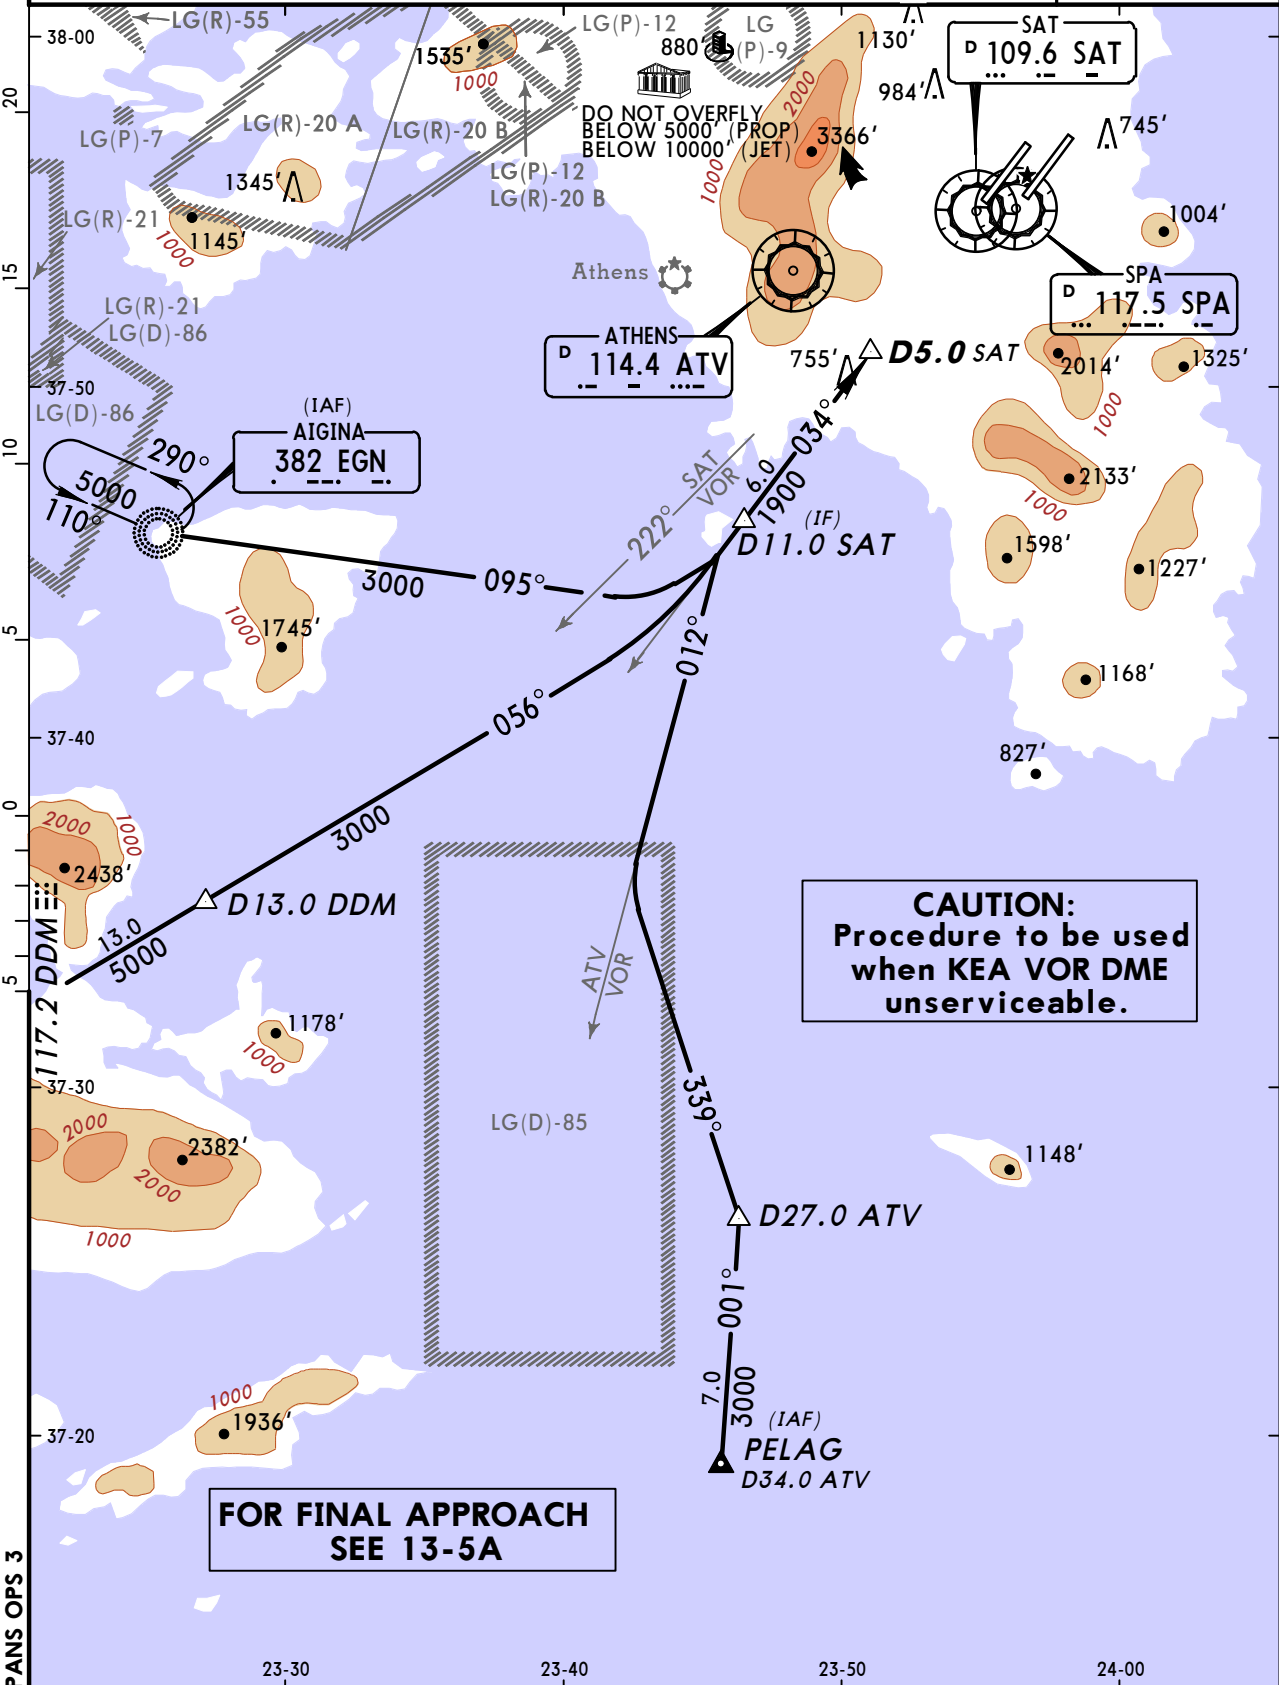 38-00
LG(R)-55
LG(P)-12
LG
(P)-9
880'
1130'
SAT
D 109.6 SAT
1535'
1000
2000
984'
745'
20
LG(P)-7
LG(R)-20 A
LG(R)-20 B
DO NOT OVERFLY
BELOW 5000' (PROP)
BELOW 10000' (JET)
3366'
LG(P)-12
LG(R)-20 B
1000
1345'
LG(R)-21
1145'
1000
1004'
Athens
15
SPA
D 117.5 SPA
LG(R)-21
LG(D)-86
ATHENS
D 114.4 ATV
755'
D5.0 SAT
2014'
1325'
37-50
LG(D)-86
(IAF)
AIGINA
382 EGN
290°
5000
110°
10
034°
6.0
1900
SAT
VOR
222°
1000
2133'
1000
(IF)
D11.0 SAT
1598'
1227'
3000
095°
1000
1745'
5
012°
1168'
056°
37-40
827'
0
3000
2000
1000
2438'
D13.0 DDM
13.0
5000
117.2 DDM
5
ATV
VOR
CAUTION:
Procedure to be used
when KEA VOR DME
unserviceable.
1178'
1000
37-30
339°
2000
2382'
2000
1000
LG(D)-85
1148'
D27.0 ATV
001°
7.0
3000
1000
1936'
37-20
(IAF)
PELAG
D34.0 ATV
FOR FINAL APPROACH
SEE 13-5A
PANS OPS 3
23-30
23-40
23-50
24-00